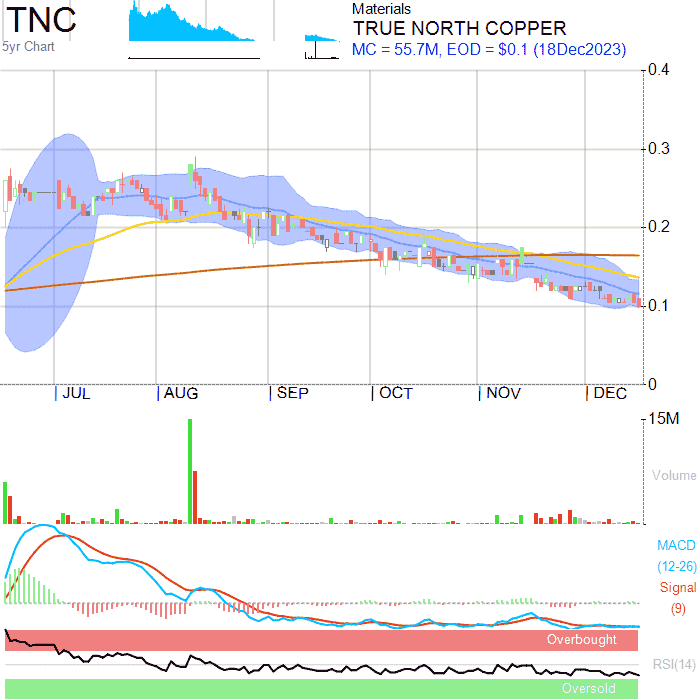 TNC
5yr Chart
Materials
TRUE NORTH COPPER
MC = 55.7M, EOD = $0.1 (18Dec2023)
0.4
0.3
0.2
0.1
0
| JUL | AUG | SEP | OCT | NOV | DEC
15M
Volume
MACD
(12-26)
Signal
(9)
Overbought
RSI(14)
Oversold